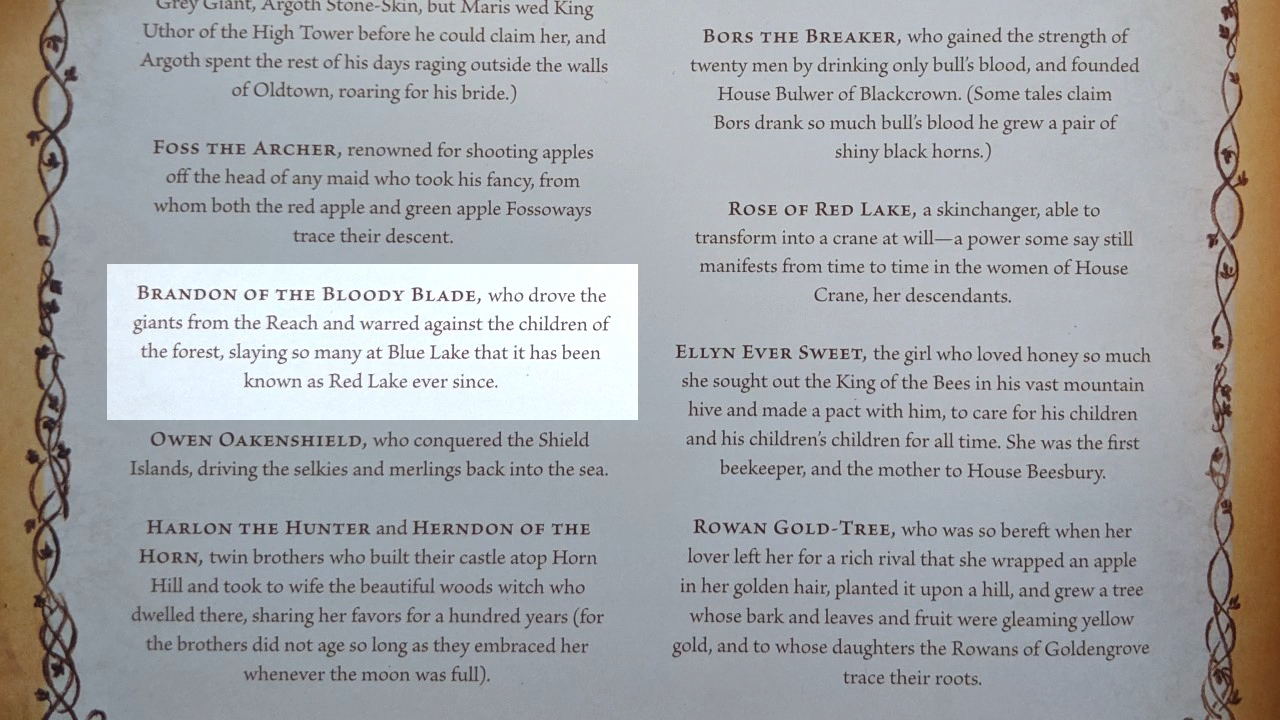 Grey Giant, Argoth Stone-Skin, but Maris wed King
Uthor of the High Tower before he could claim her, and
Argoth spent the rest of his days raging outside the walls
of Oldtown, roaring for his bride.)
Foss the Archer, renowned for shooting apples
off the head of any maid who took his fancy, from
whom both the red apple and green apple Fossoways
trace their descent.
Brandon of the Bloody Blade, who drove the
giants from the Reach and warred against the children of
the forest, slaying so many at Blue Lake that it has been
known as Red Lake ever since.
Owen Oakenshield, who conquered the Shield
Islands, driving the selkies and merlings back into the sea.
Harlon the Hunter and Herndon of the
Horn, twin brothers who built their castle atop Horn
Hill and took to wife the beautiful woods witch who
dwelled there, sharing her favors for a hundred years (for
the brothers did not age so long as they embraced her
whenever the moon was full).
Bors the Breaker, who gained the strength of
twenty men by drinking only bull's blood, and founded
House Bulwer of Blackcrown. (Some tales claim
Bors drank so much bull's blood he grew a pair of
shiny black horns.)
Rose of Red Lake, a skinchanger, able to
transform into a crane at will—a power some say still
manifests from time to time in the women of House
Crane, her descendants.
Ellyn Ever Sweet, the girl who loved honey so much
she sought out the King of the Bees in his vast mountain
hive and made a pact with him, to care for his children
and his children's children for all time. She was the first
beekeeper, and the mother to House Beesbury.
Rowan Gold-Tree, who was so bereft when her
lover left her for a rich rival that she wrapped an apple
in her golden hair, planted it upon a hill, and grew a tree
whose bark and leaves and fruit were gleaming yellow
gold, and to whose daughters the Rowans of Goldengrove
trace their roots.